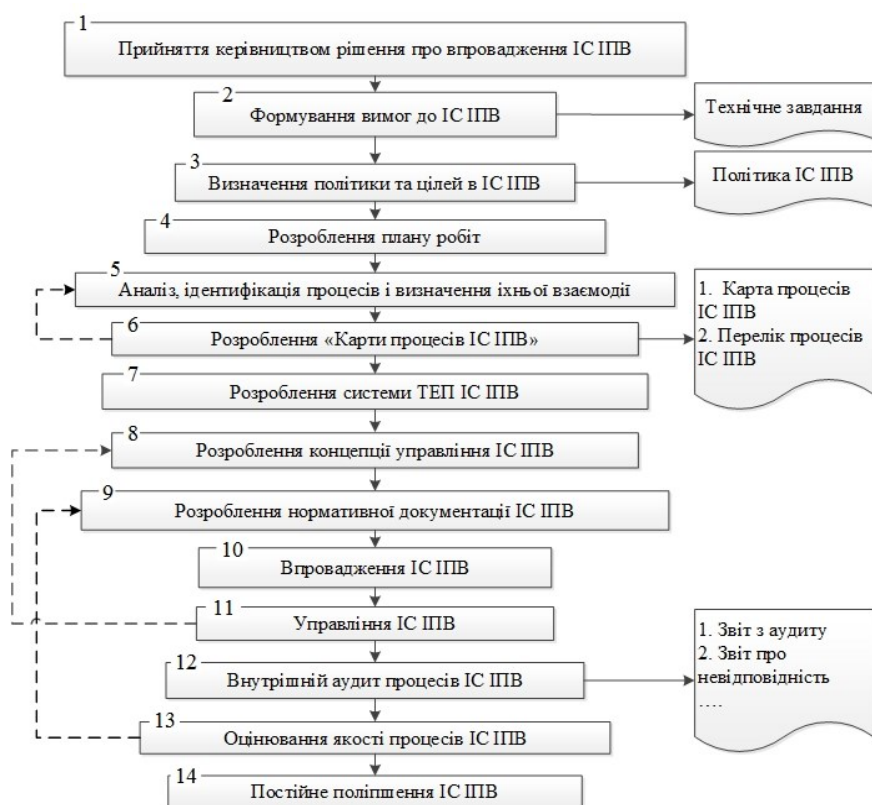 1
Прийняття керівництвом рішення про впровадження ІС ІПВ
2
Формування вимог до ІС ІПВ
Технічне завдання
3
Визначення політики та цілей в ІС ІПВ
Політика ІС ІПВ
4
Розроблення плану робіт
5
Аналіз, ідентифікація процесів і визначення їхньої взаємодії
6
Розроблення «Карти процесів ІС ІПВ»
1. Карта процесів
ІС ІПВ
2. Перелік процесів
ІС ІПВ
7
Розроблення системи ТЕП ІС ІПВ
8
Розроблення концепції управління ІС ІПВ
9
Розроблення нормативної документації ІС ІПВ
10
Впровадження ІС ІПВ
11
Управління ІС ІПВ
12
Внутрішній аудит процесів ІС ІПВ
1. Звіт з аудиту
2. Звіт про
невідповідність
....
13
Оцінювання якості процесів ІС ІПВ
14
Постійне поліпшення ІС ІПВ